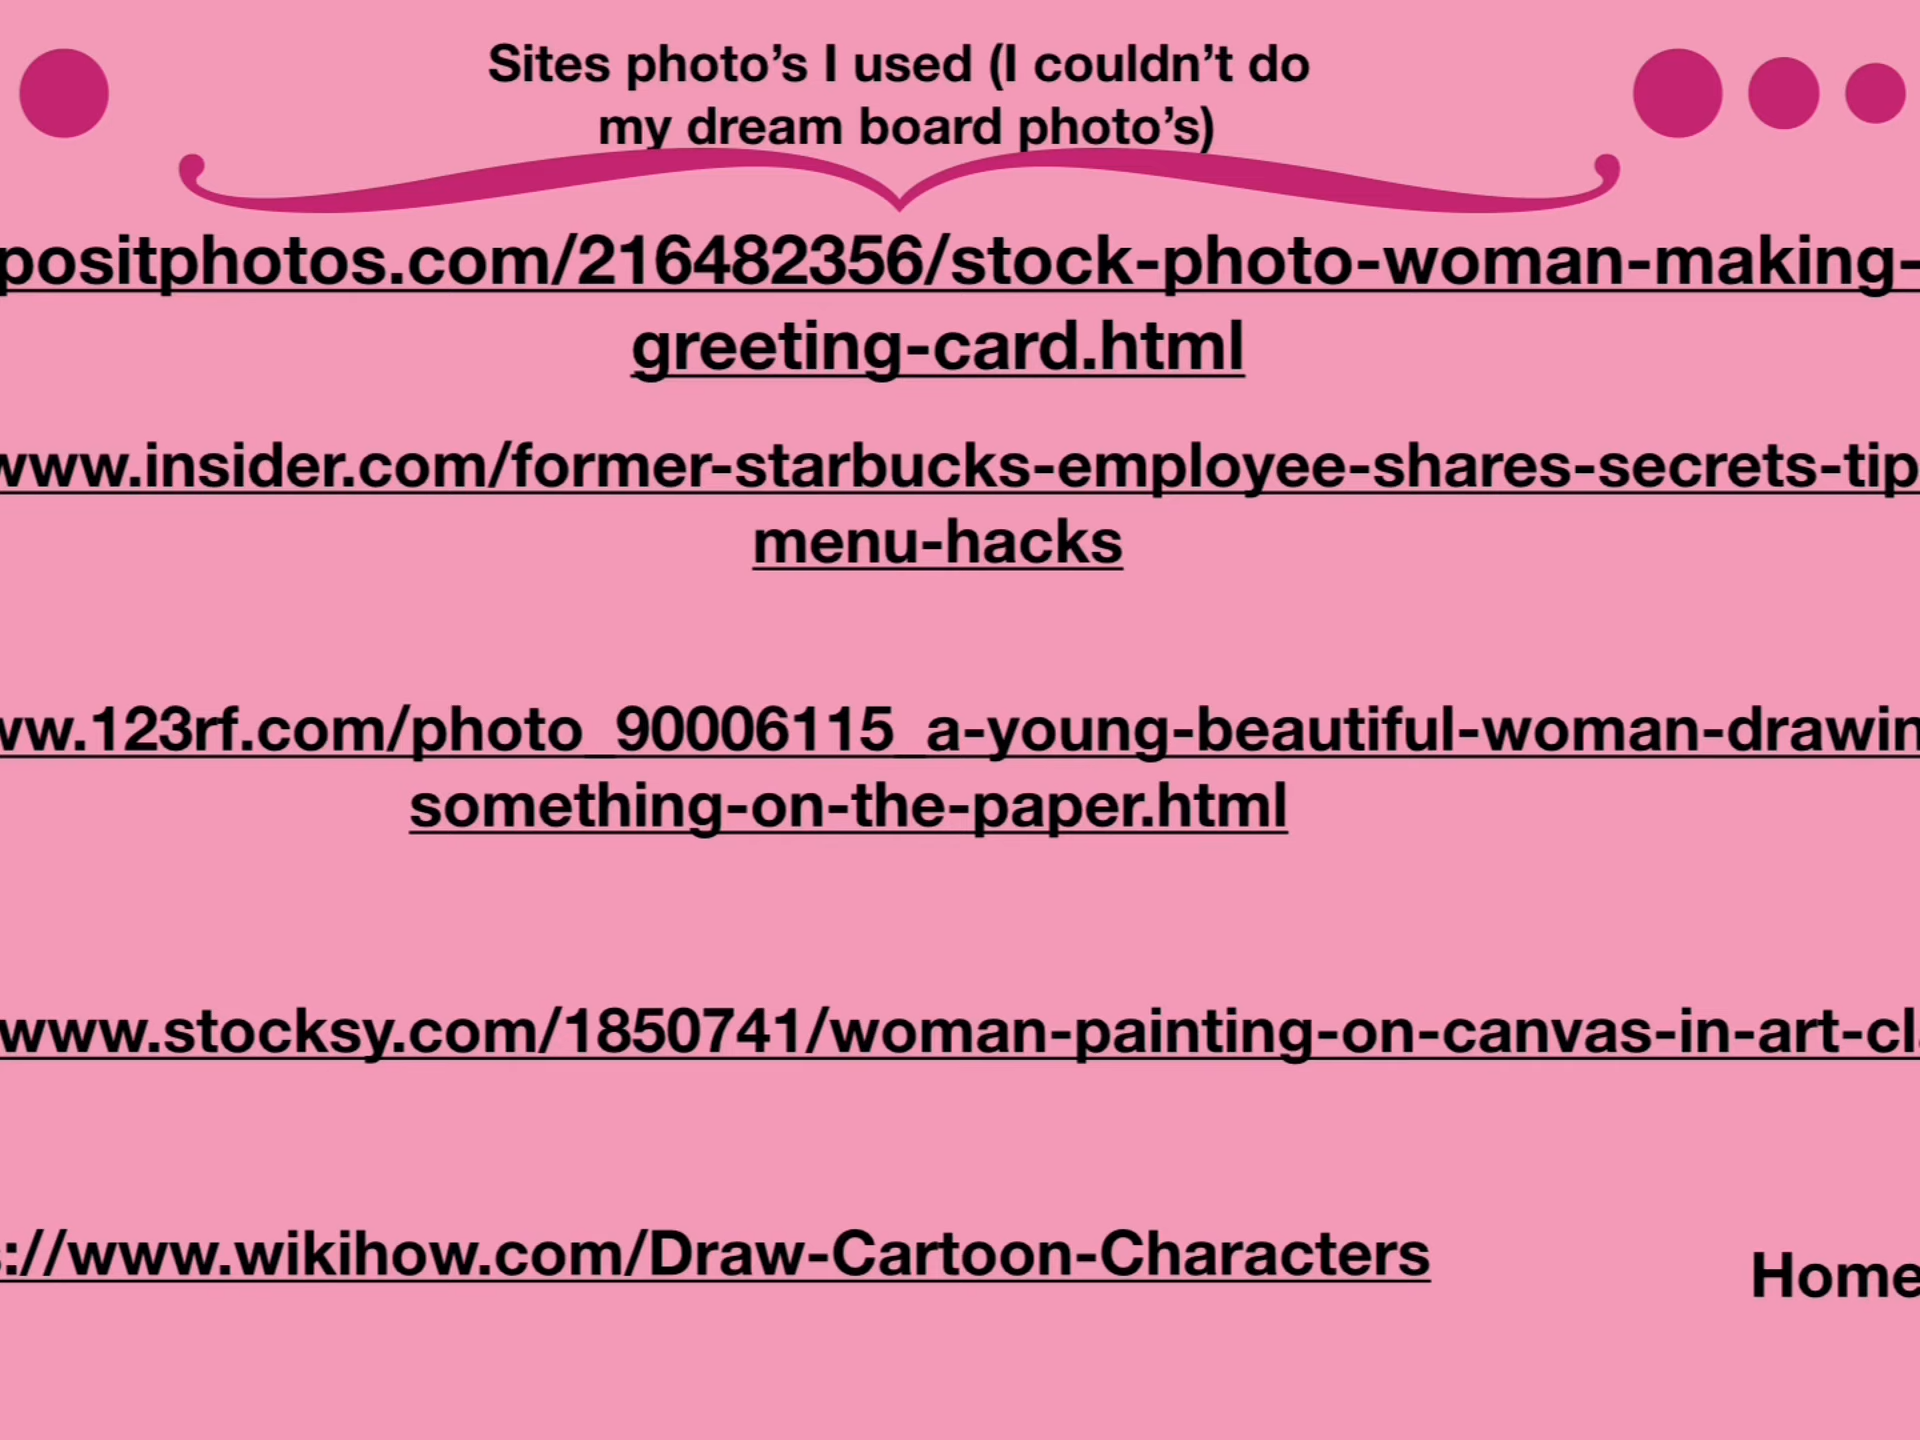 Sites photo’s I used (I couldn’t do
my dream board photo’s)
positphotos.com/216482356/stock-photo-woman-making-
greeting-card.html
www.insider.com/former-starbucks-employee-shares-secrets-tip
menu-hacks
ww.123rf.com/photo_90006115_a-young-beautiful-woman-drawin
something-on-the-paper.html
www.stocksy.com/1850741/woman-painting-on-canvas-in-art-cl
://www.wikihow.com/Draw-Cartoon-Characters
Home